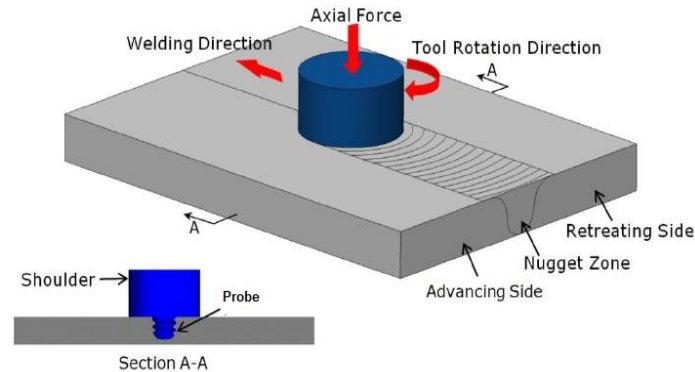 Axial Force
Welding Direction
Tool Rotation Direction
A
A
Retreating Side
Nugget Zone
Advancing Side
Shoulder
Probe
Section A-A